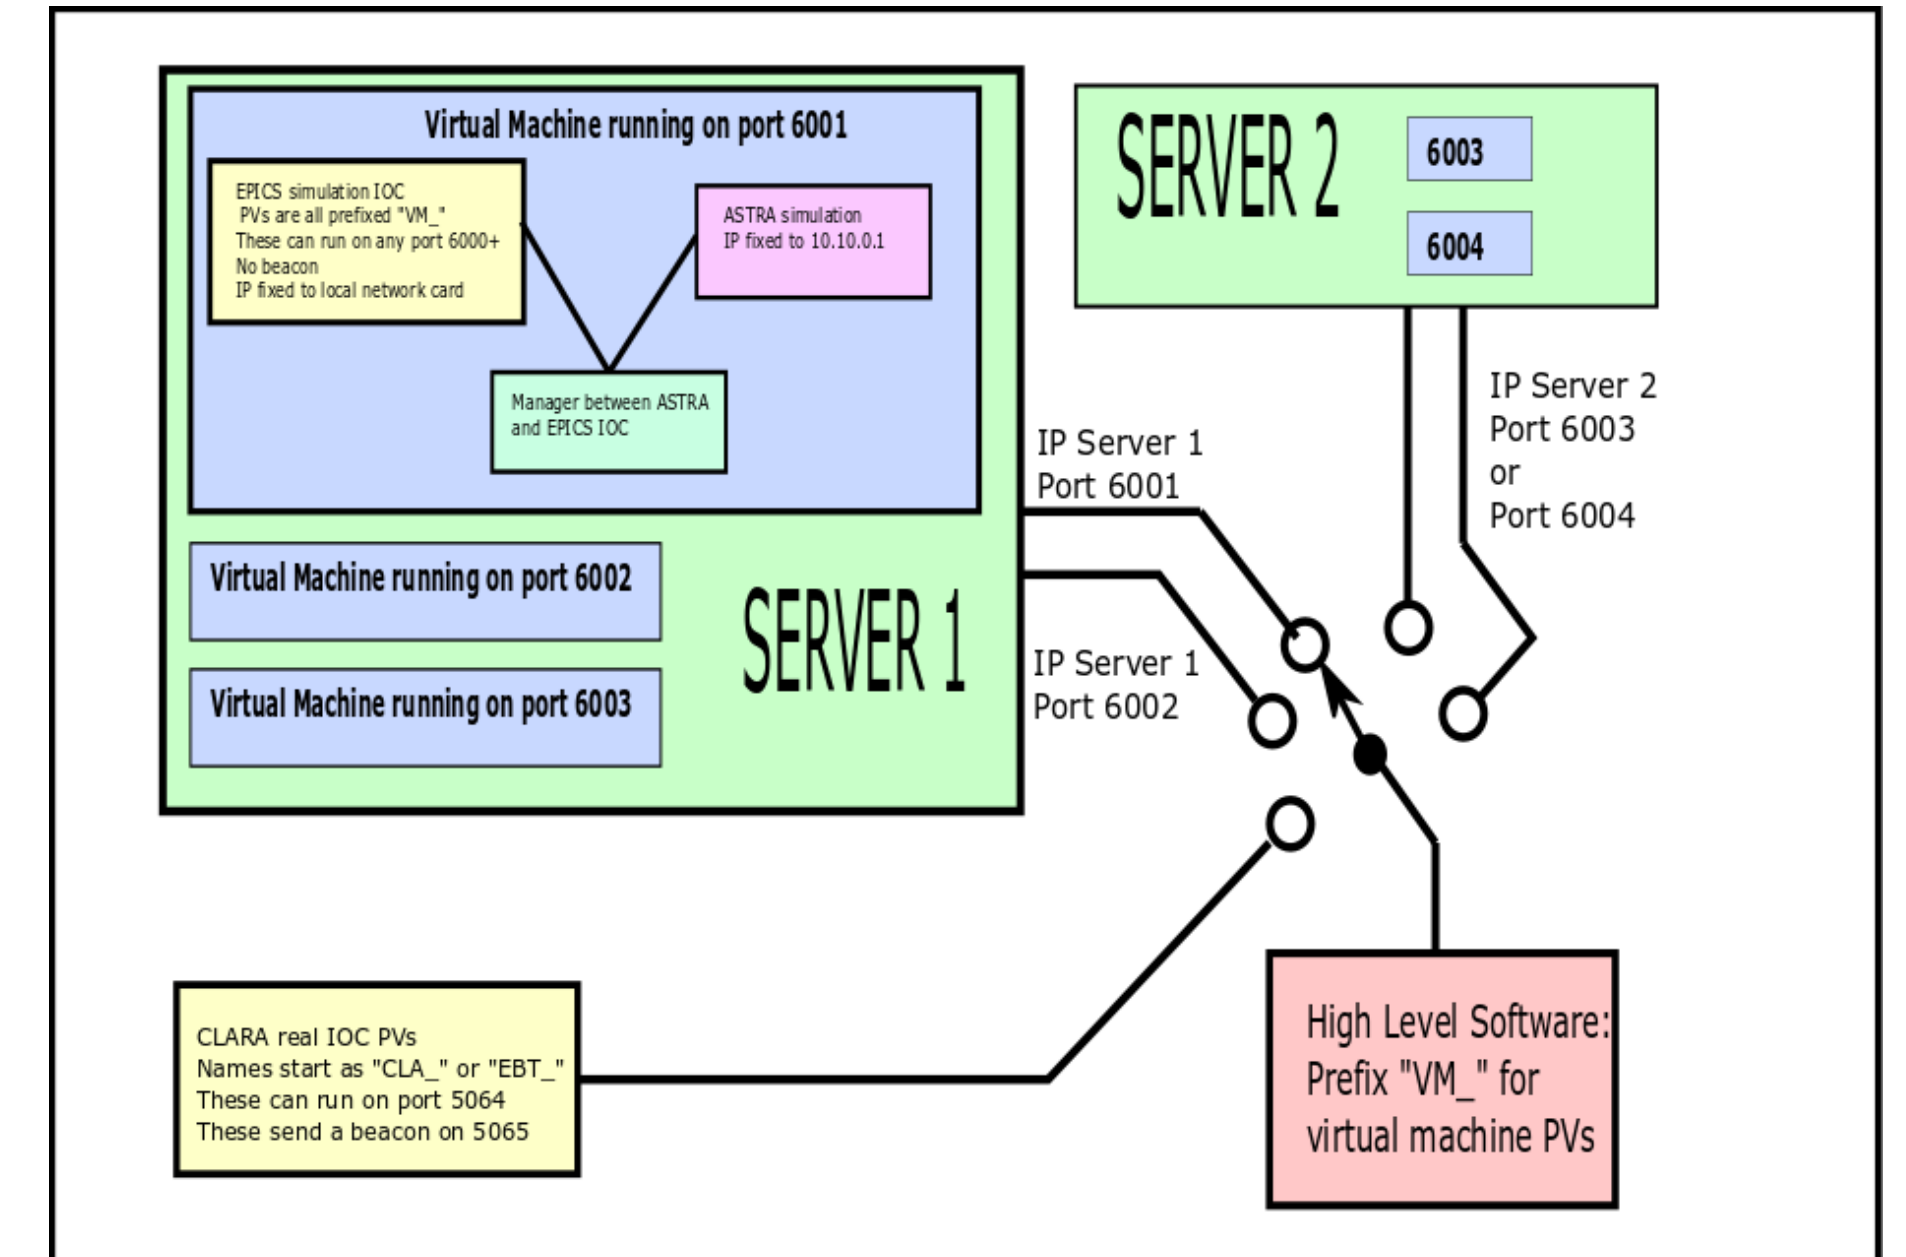 Virtual Machine running on port 6001
EPICS simulation IOC
PVs are all prefixed "VM_"
These can run on any port 6000+
No beacon
IP fixed to local network card
ASTRA simulation
IP fixed to 10.10.0.1
Manager between ASTRA
and EPICS IOC
Virtual Machine running on port 6002
Virtual Machine running on port 6003
SERVER 1
SERVER 2
6003
6004
IP Server 1
Port 6001
IP Server 1
Port 6002
IP Server 2
Port 6003
or
Port 6004
CLARA real IOC PVs
Names start as "CLA_" or "EBT_"
These can run on port 5064
These send a beacon on 5065
High Level Software:
Prefix "VM_" for
virtual machine PVs